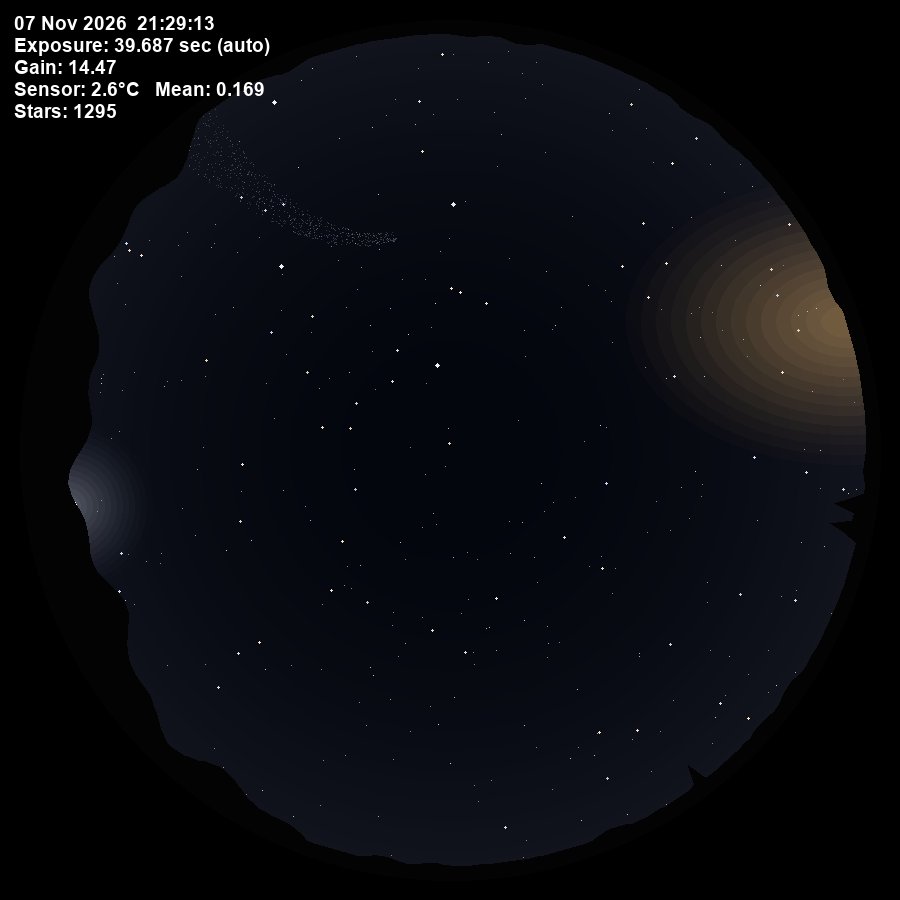 07 Nov 2026  21:29:13
Exposure: 39.687 sec (auto)
Gain: 14.47
Sensor: 2.6°C   Mean: 0.169
Stars: 1295